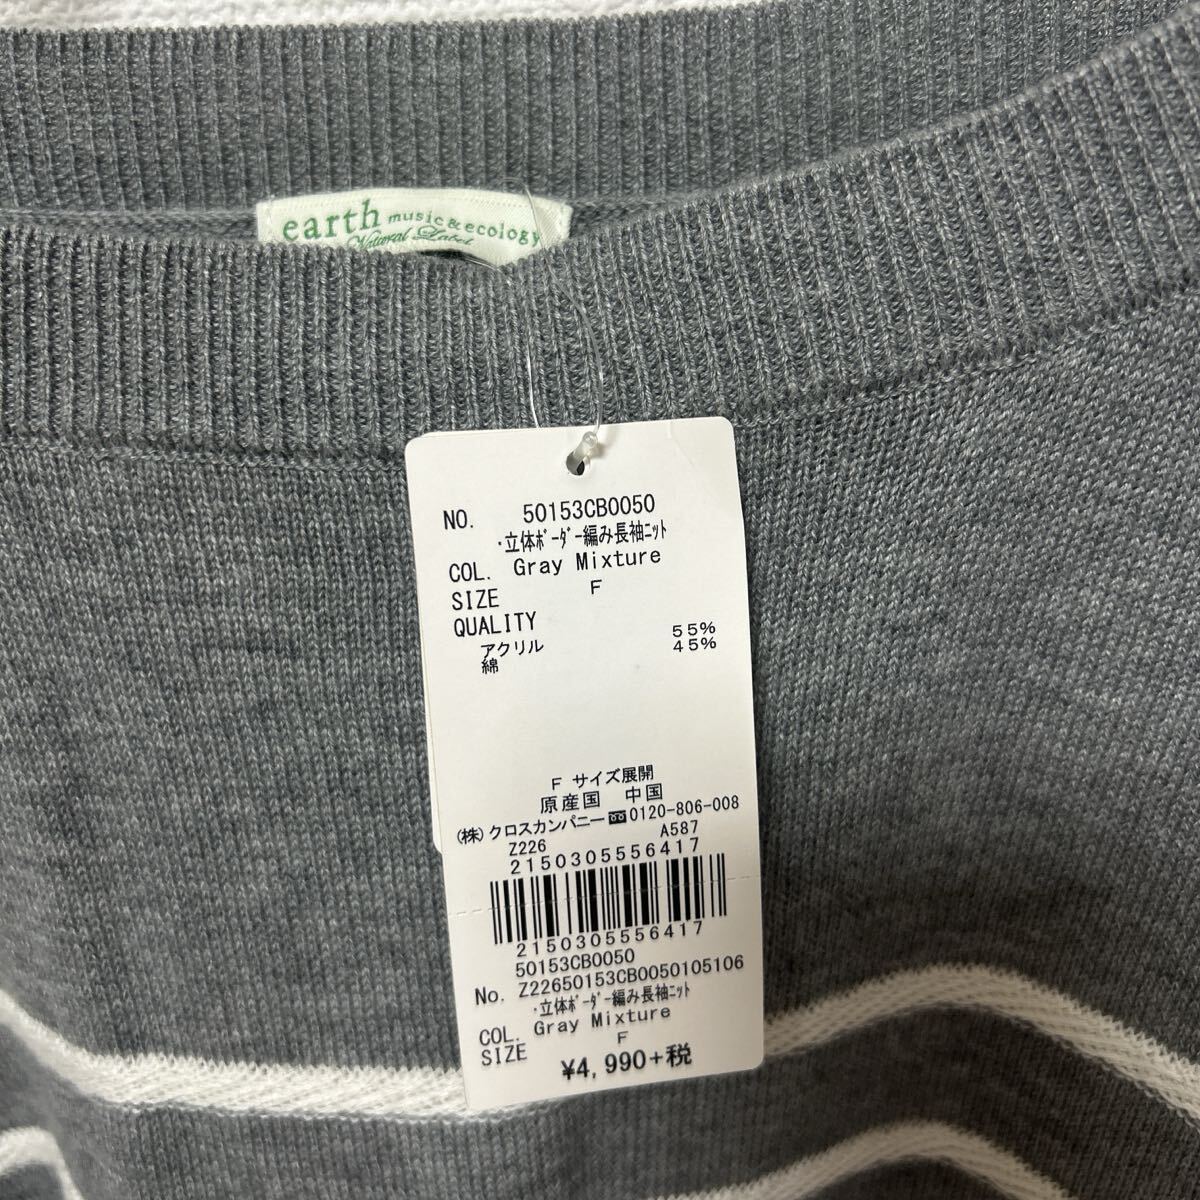 earth music & ecology
Natural Label
NO. 50153CB0050
・立体ﾎﾞｰﾀﾞｰ編み長袖ﾆｯﾄ
COL. Gray Mixture
SIZE F
QUALITY
アクリル 55%
綿 45%
F サイズ展開
原産国 中国
(株)クロスカンパニー☎0120-806-008
Z226 A587
2150305556417
2150305556417
50153CB0050
No. Z22650153CB0050105106
・立体ﾎﾞｰﾀﾞｰ編み長袖ﾆｯﾄ
COL. Gray Mixture
SIZE F
¥4,990+税